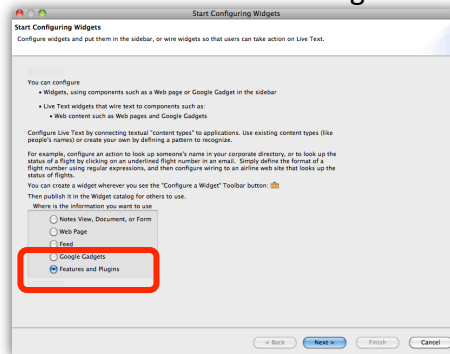 Start Configuring Widgets
Start Configuring Widgets
Configure widgets and put them in the sidebar, or wire widgets so that users can take action on Live Text.
You can configure
• Widgets, using components such as a Web page or Google Gadget in the sidebar
• Live Text widgets that wire text to components such as:
• Web content such as Web pages and Google Gadgets
Configure Live Text by connecting textual "content types" to applications. Use existing content types (like
people's names) or create your own by defining a pattern to recognize.
For example, configure an action to look up someone's name in your corporate directory, or to look up the
status of a flight by clicking on an underlined flight number in an email. Simply define the format of a
flight number using regular expressions, and then configure wiring to an airline web site that looks up the
status of flights.
You can create a widget wherever you see the "Configure a Widget" Toolbar button:
Then publish it in the Widget catalog for others to use.
Where is the information you want to use
Notes View, Document, or Form
Web Page
Feed
Google Gadgets
Features and Plugins
< Back Next > Finish Cancel